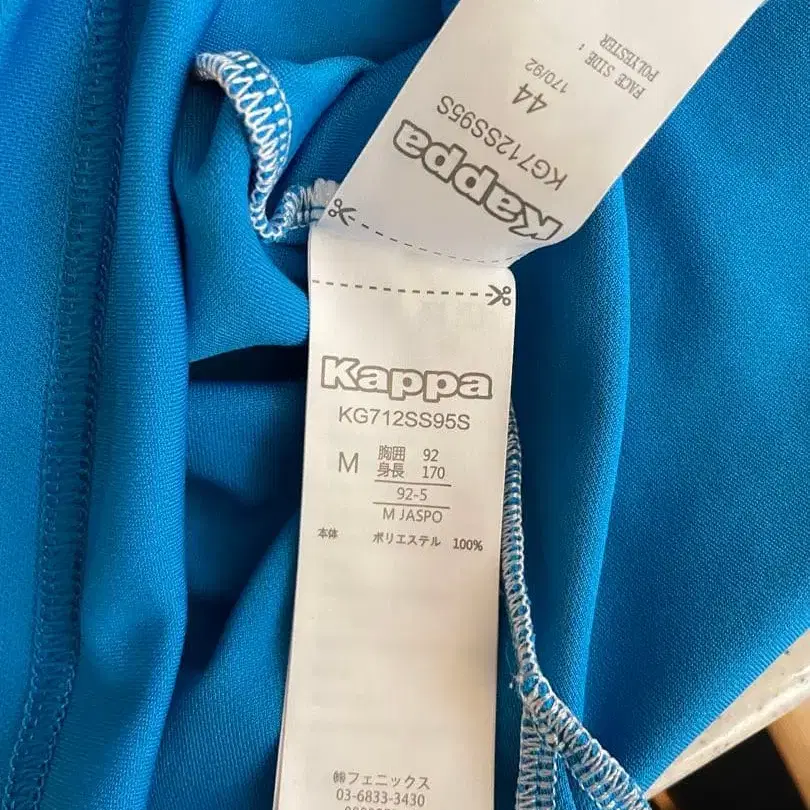 FACE SIDE :
POLYESTER
170/92
44
KG712SS95S
Kappa
Kappa
KG712SS95S
M
胸囲 92
身長 170
92-5
M JASPO
本体 ポリエステル 100%
㈱フェニックス
03-6833-3430